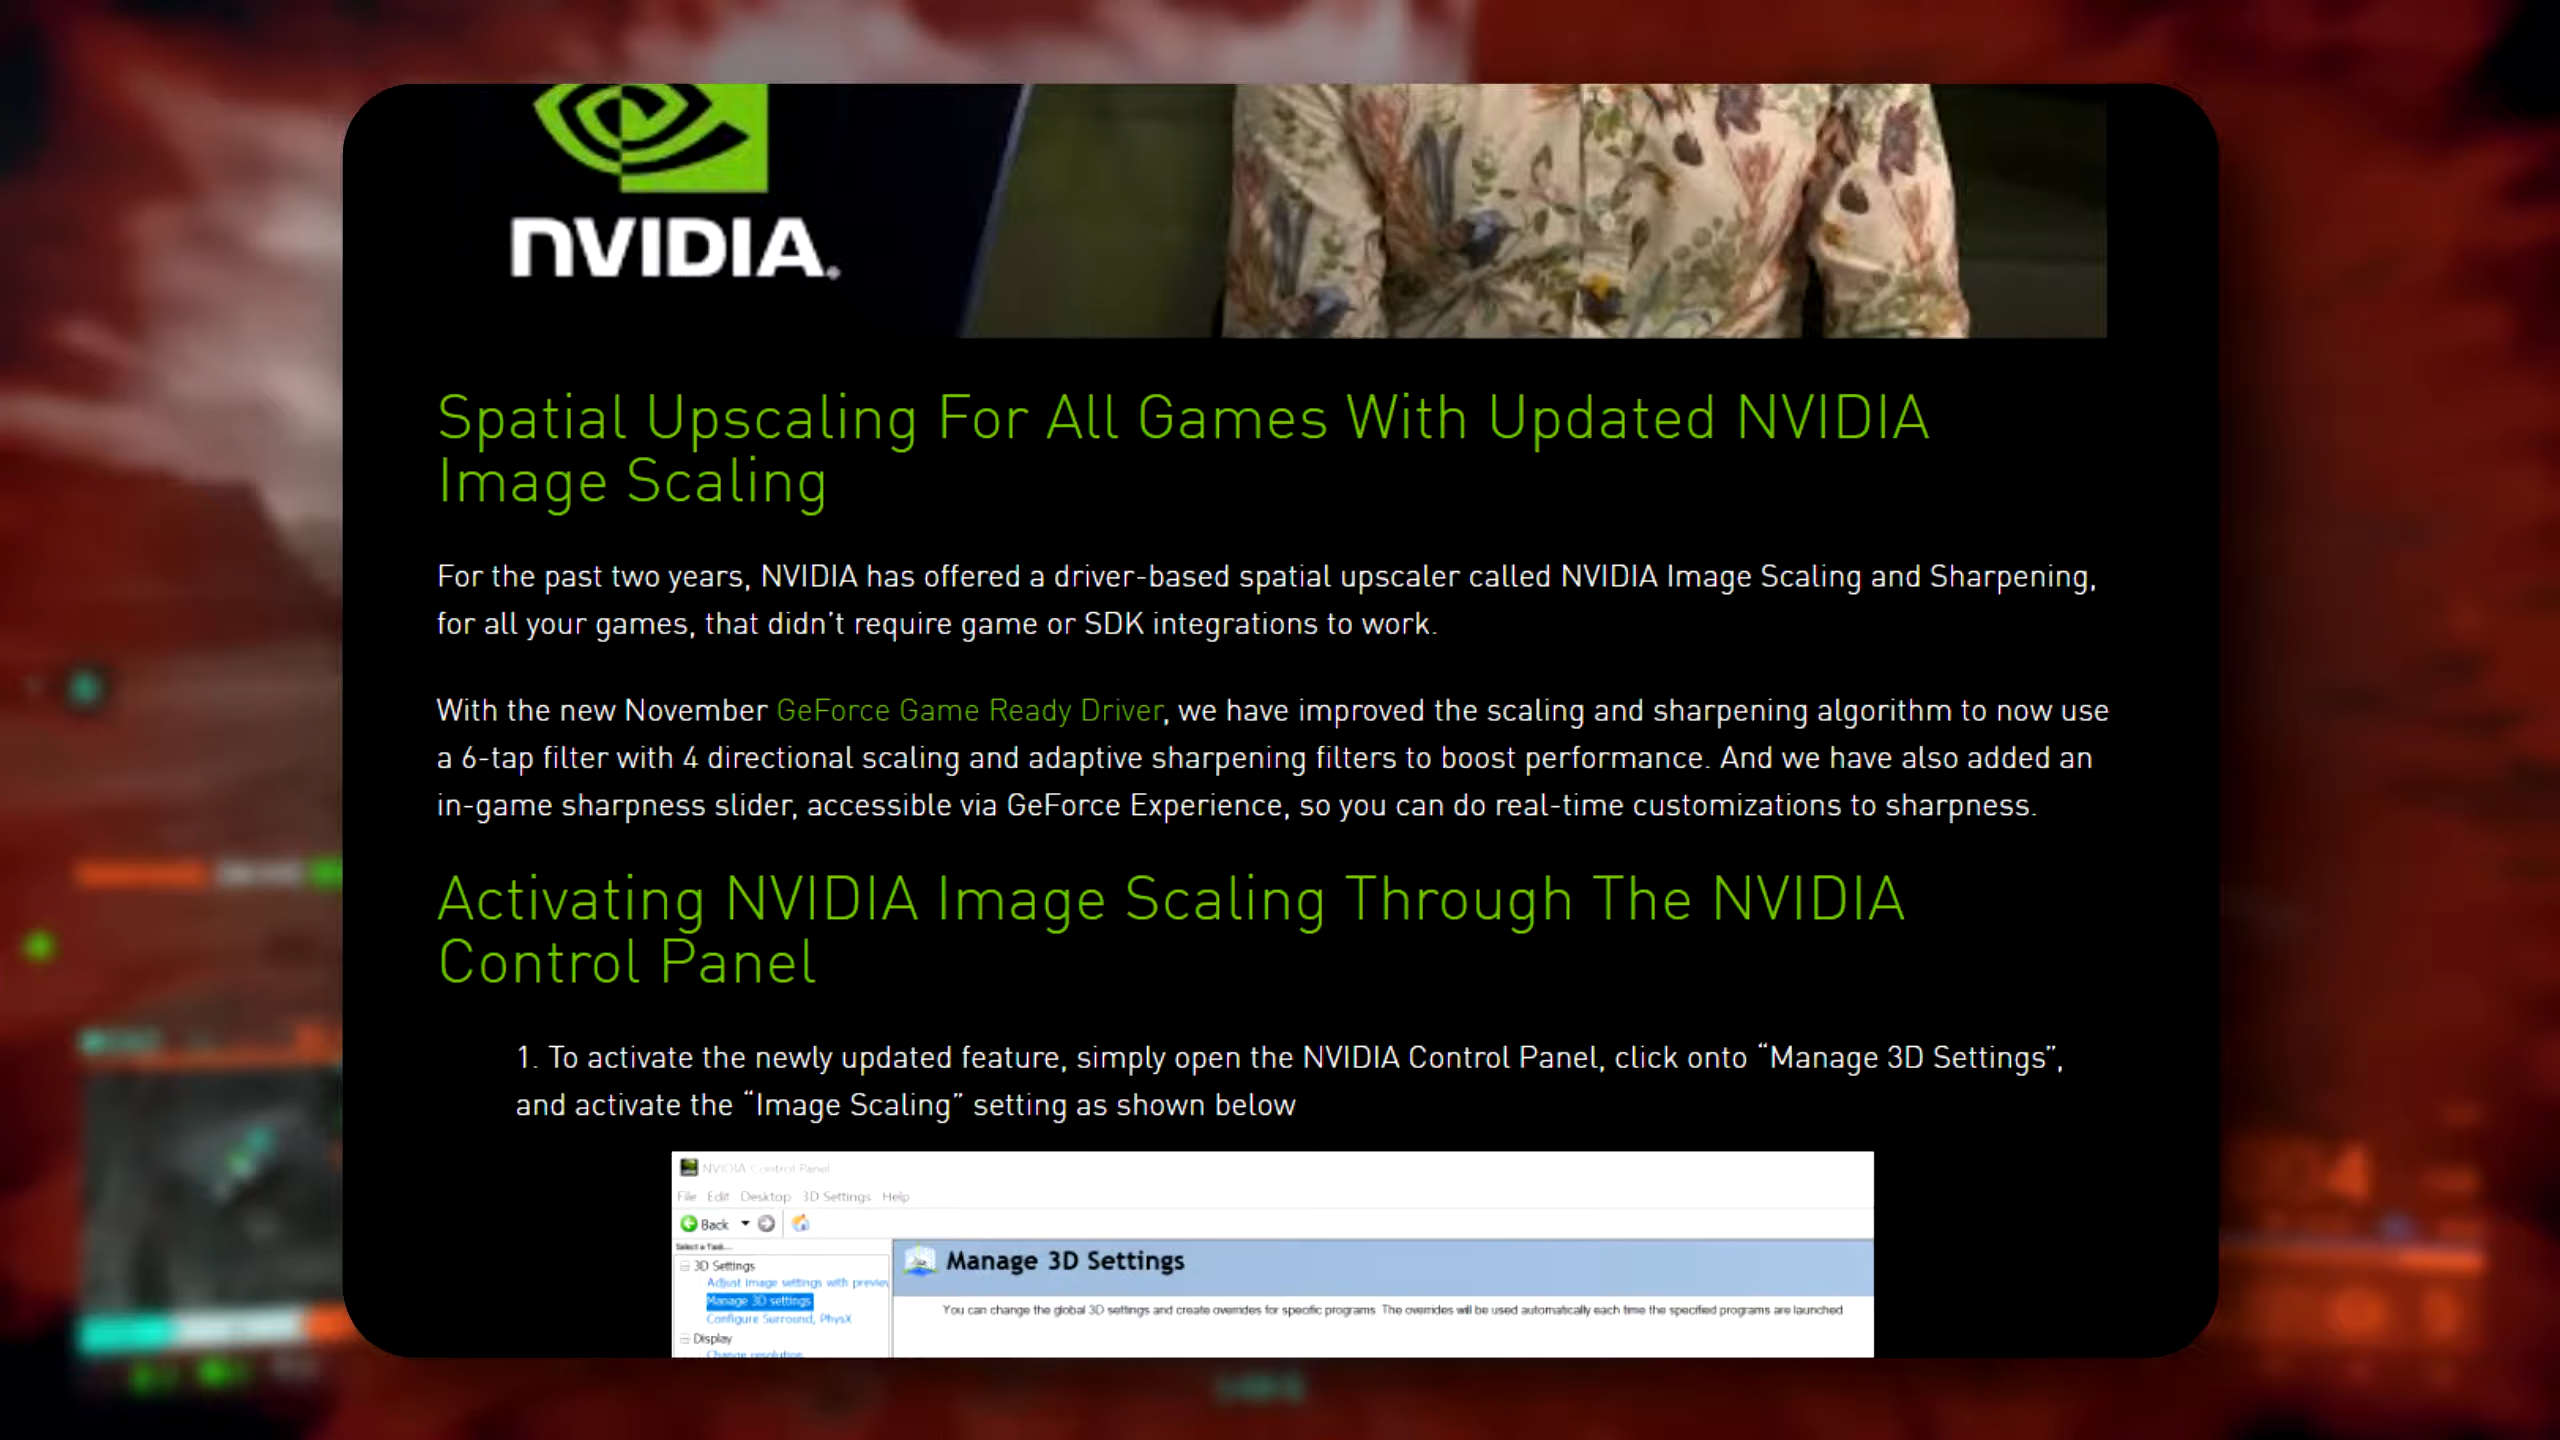 NVIDIA.
Spatial Upscaling For All Games With Updated NVIDIA
Image Scaling
For the past two years, NVIDIA has offered a driver-based spatial upscaler called NVIDIA Image Scaling and Sharpening,
for all your games, that didn't require game or SDK integrations to work.
With the new November GeForce Game Ready Driver, we have improved the scaling and sharpening algorithm to now use
a 6-tap filter with 4 directional scaling and adaptive sharpening filters to boost performance. And we have also added an
in-game sharpness slider, accessible via GeForce Experience, so you can do real-time customizations to sharpness.
Activating NVIDIA Image Scaling Through The NVIDIA
Control Panel
1. To activate the newly updated feature, simply open the NVIDIA Control Panel, click onto “Manage 3D Settings”,
and activate the “Image Scaling” setting as shown below
NVIDIA Control Panel
File Edit Desktop 3D Settings Help
Back
Select a Task...
3D Settings
Adjust image settings with preview
Manage 3D settings
Configure Surround, PhysX
Display
Change resolution
Manage 3D Settings
You can change the global 3D settings and create overrides for specific programs. The overrides will be used automatically each time the specified programs are launched